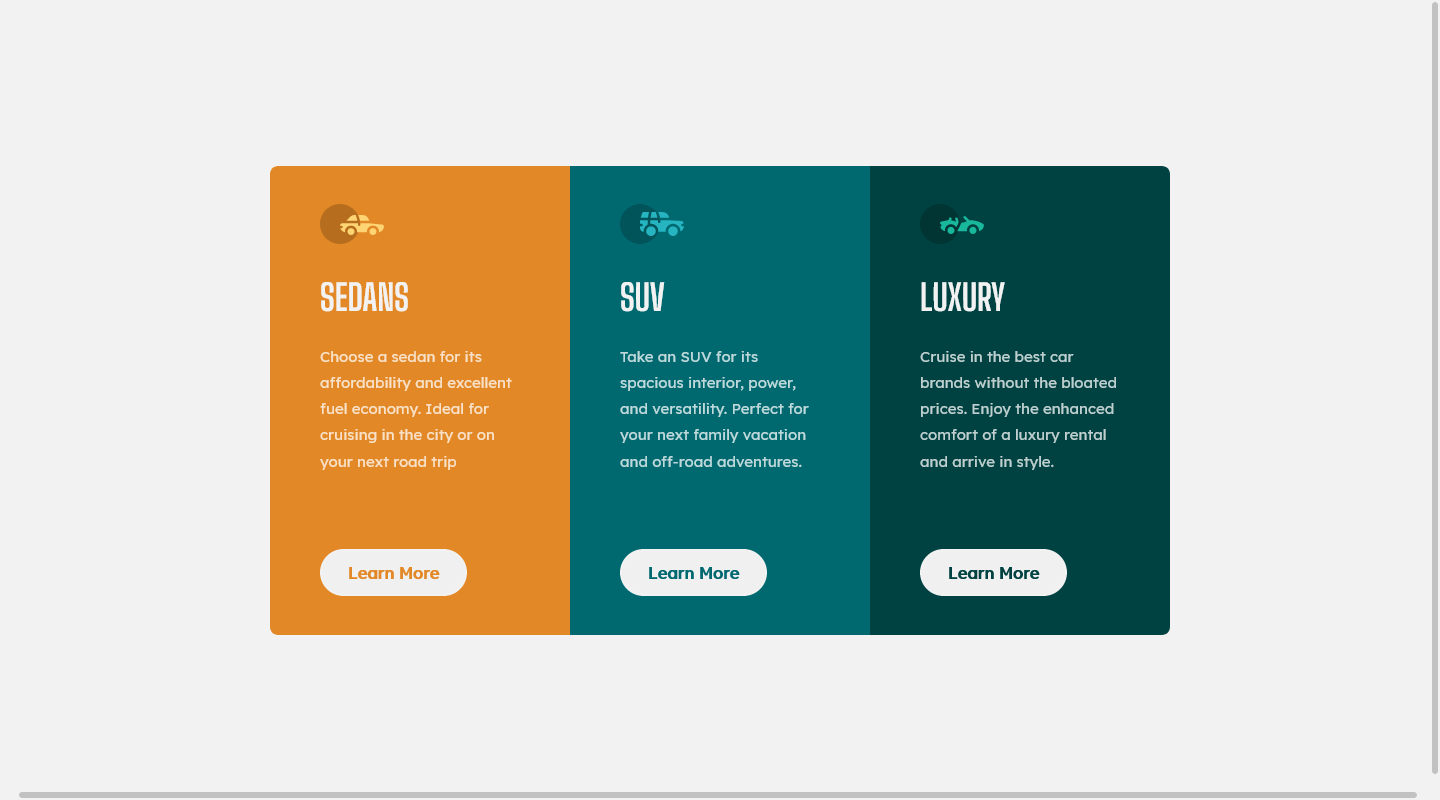 SEDANS
Choose a sedan for its
affordability and excellent
fuel economy. Ideal for
cruising in the city or on
your next road trip
Learn More
SUV
Take an SUV for its
spacious interior, power,
and versatility. Perfect for
your next family vacation
and off-road adventures.
Learn More
LUXURY
Cruise in the best car
brands without the bloated
prices. Enjoy the enhanced
comfort of a luxury rental
and arrive in style.
Learn More